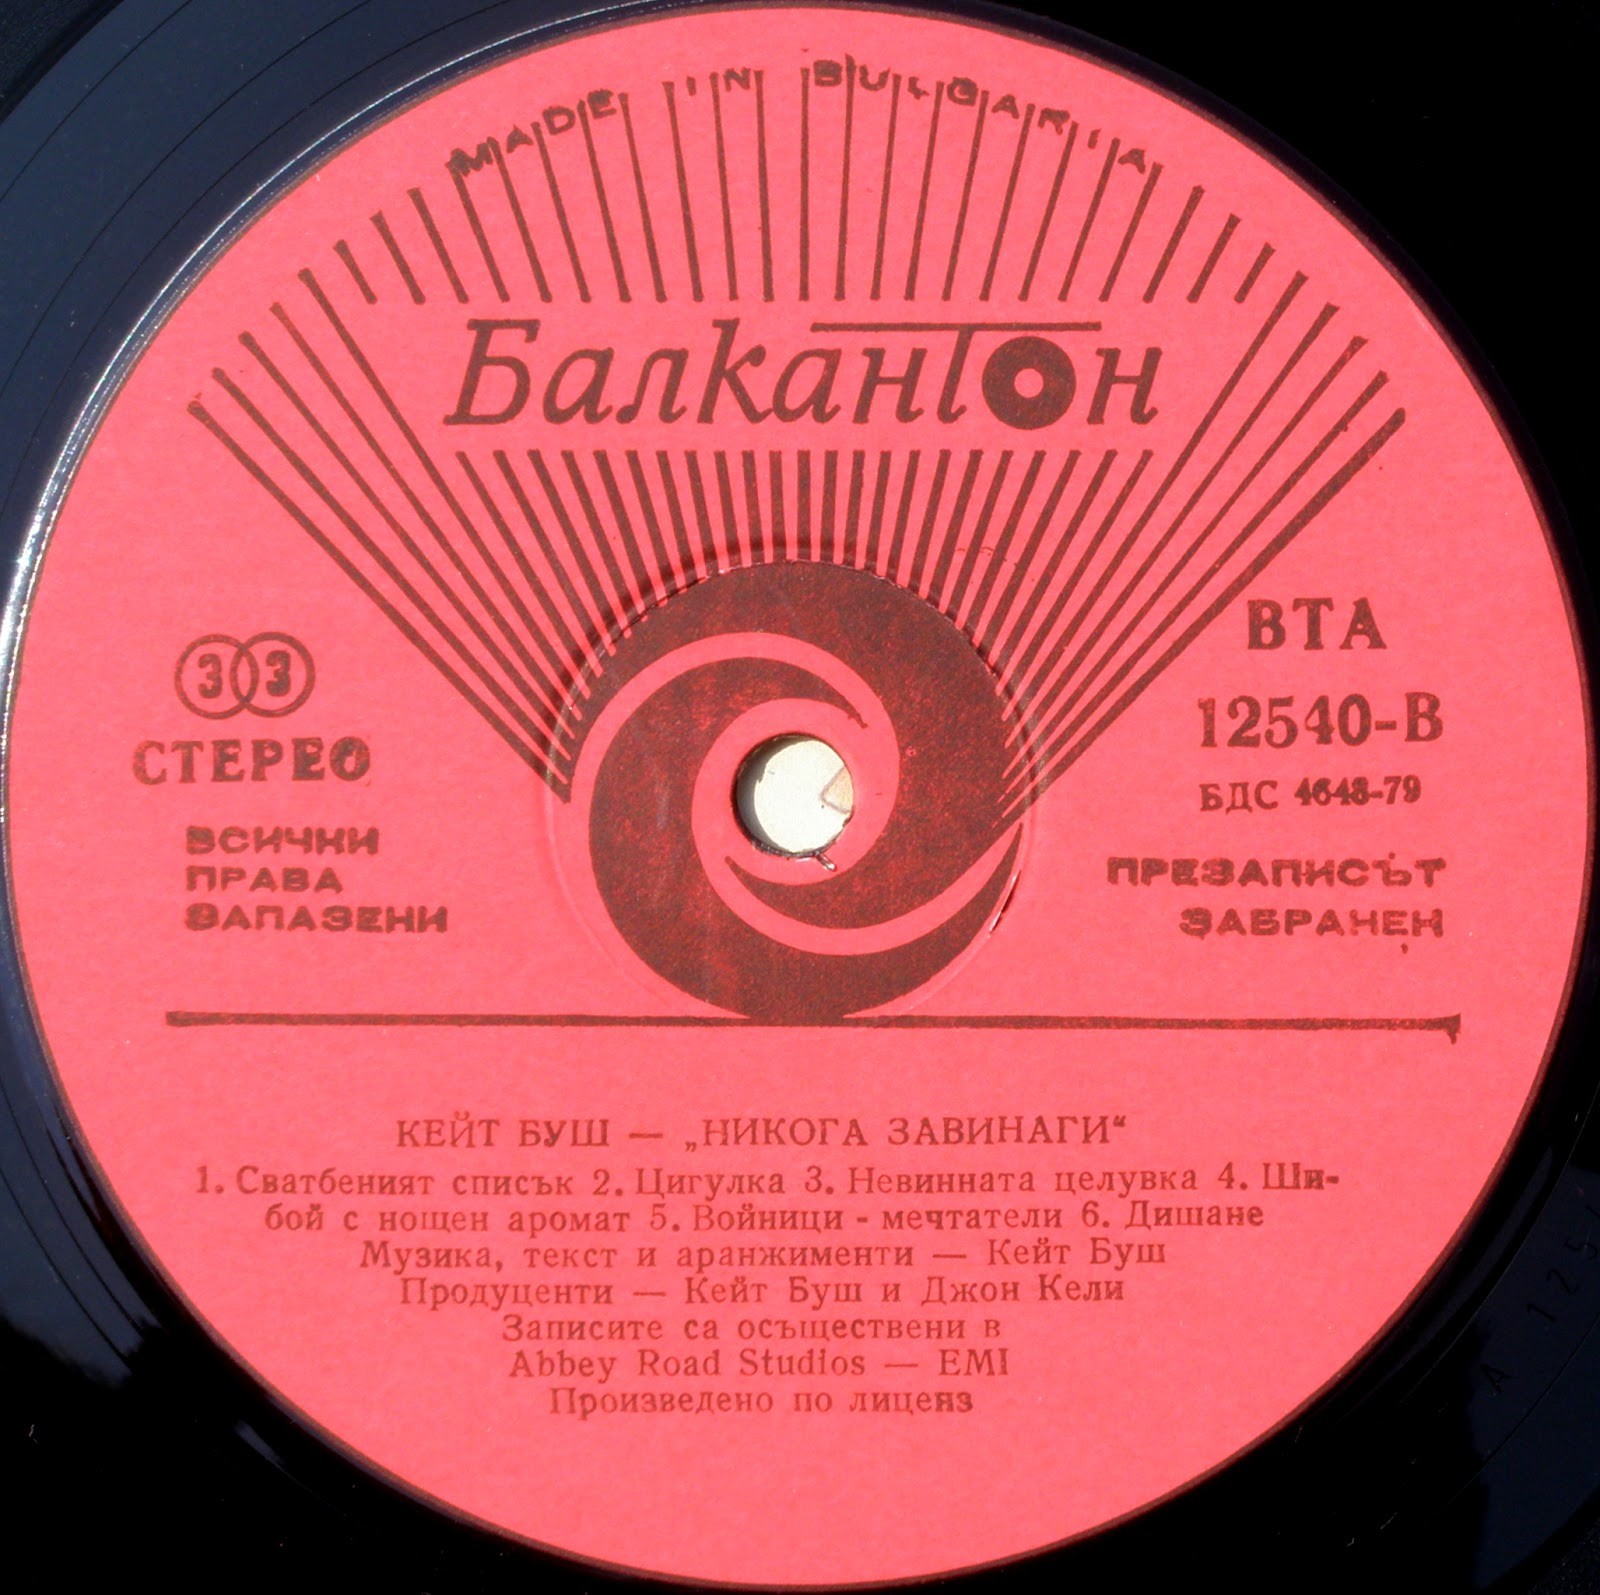 MADE IN BULGARIA
Балкантон
33
СТЕРЕО
ВСИЧКИ
ПРАВА
ЗАПАЗЕНИ
ВТА
12540-В
БДС 4643-79
ПРЕЗАПИСЪТ
ЗАБРАНЕН
КЕЙТ БУШ — „НИКОГА ЗАВИНАГИ“
1. Сватбеният списък 2. Цигулка 3. Невинната целувка 4. Ши-
бой с нощен аромат 5. Войници - мечтатели 6. Дишане
Музика, текст и аранжименти — Кейт Буш
Продуценти — Кейт Буш и Джон Кели
Записите са осъществени в
Abbey Road Studios — EMI
Произведено по лиценз